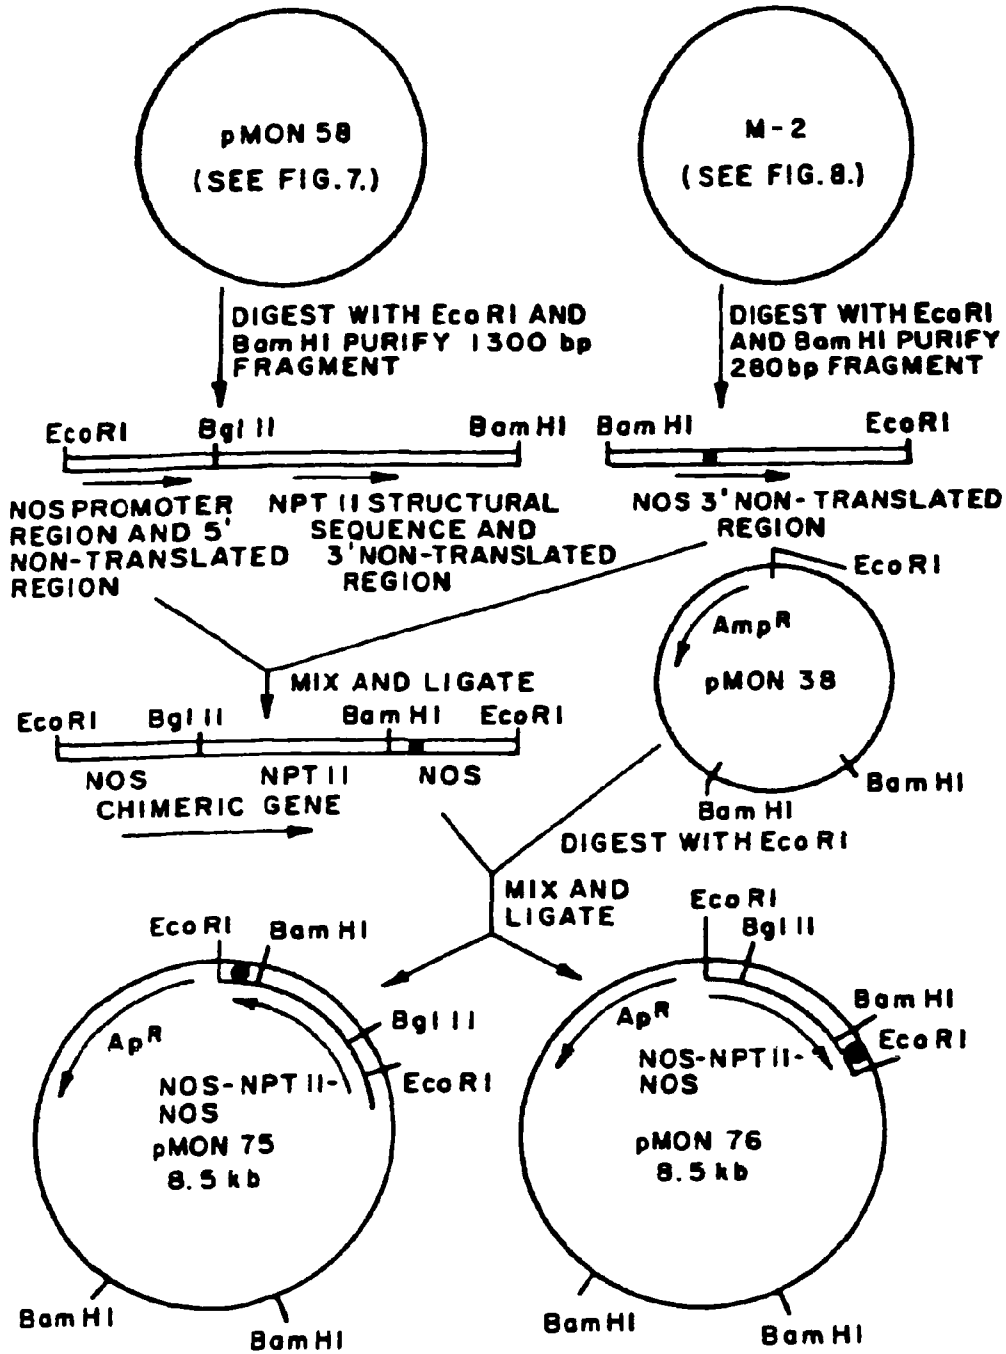 pMON 58
(SEE FIG.7.)
M-2
(SEE FIG.8.)
DIGEST WITH EcoRI AND
BamHI PURIFY 1300 bp
FRAGMENT
DIGEST WITH EcoRI
AND BamHI PURIFY
280bp FRAGMENT
EcoRI
Bgl II
BamHI
BamHI
EcoRI
NOS PROMOTER
REGION AND 5'
NON-TRANSLATED
REGION
NPT II STRUCTURAL
SEQUENCE AND
3'NON-TRANSLATED
REGION
NOS 3'NON-TRANSLATED
REGION
EcoRI
AmpR
pMON 38
BamHI
BamHI
MIX AND LIGATE
EcoRI
Bgl II
BamHI
EcoRI
NOS
NPT II
NOS
CHIMERIC GENE
DIGEST WITH EcoRI
MIX AND
LIGATE
EcoRI
BamHI
BglII
EcoRI
ApR
NOS-NPT II-
NOS
pMON 75
8.5 kb
BamHI
BamHI
EcoRI
BglII
BamHI
EcoRI
ApR
NOS-NPT II-
NOS
pMON 76
8.5 kb
BamHI
BamHI